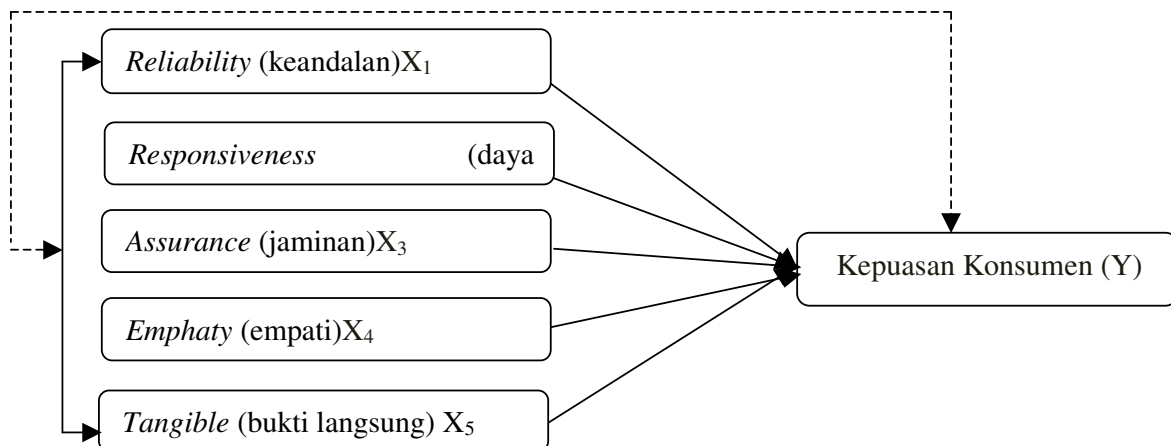 Reliability (keandalan)X₁
Responsiveness (daya
Assurance (jaminan)X₃
Emphaty (empati)X₄
Tangible (bukti langsung) X₅
Kepuasan Konsumen (Y)